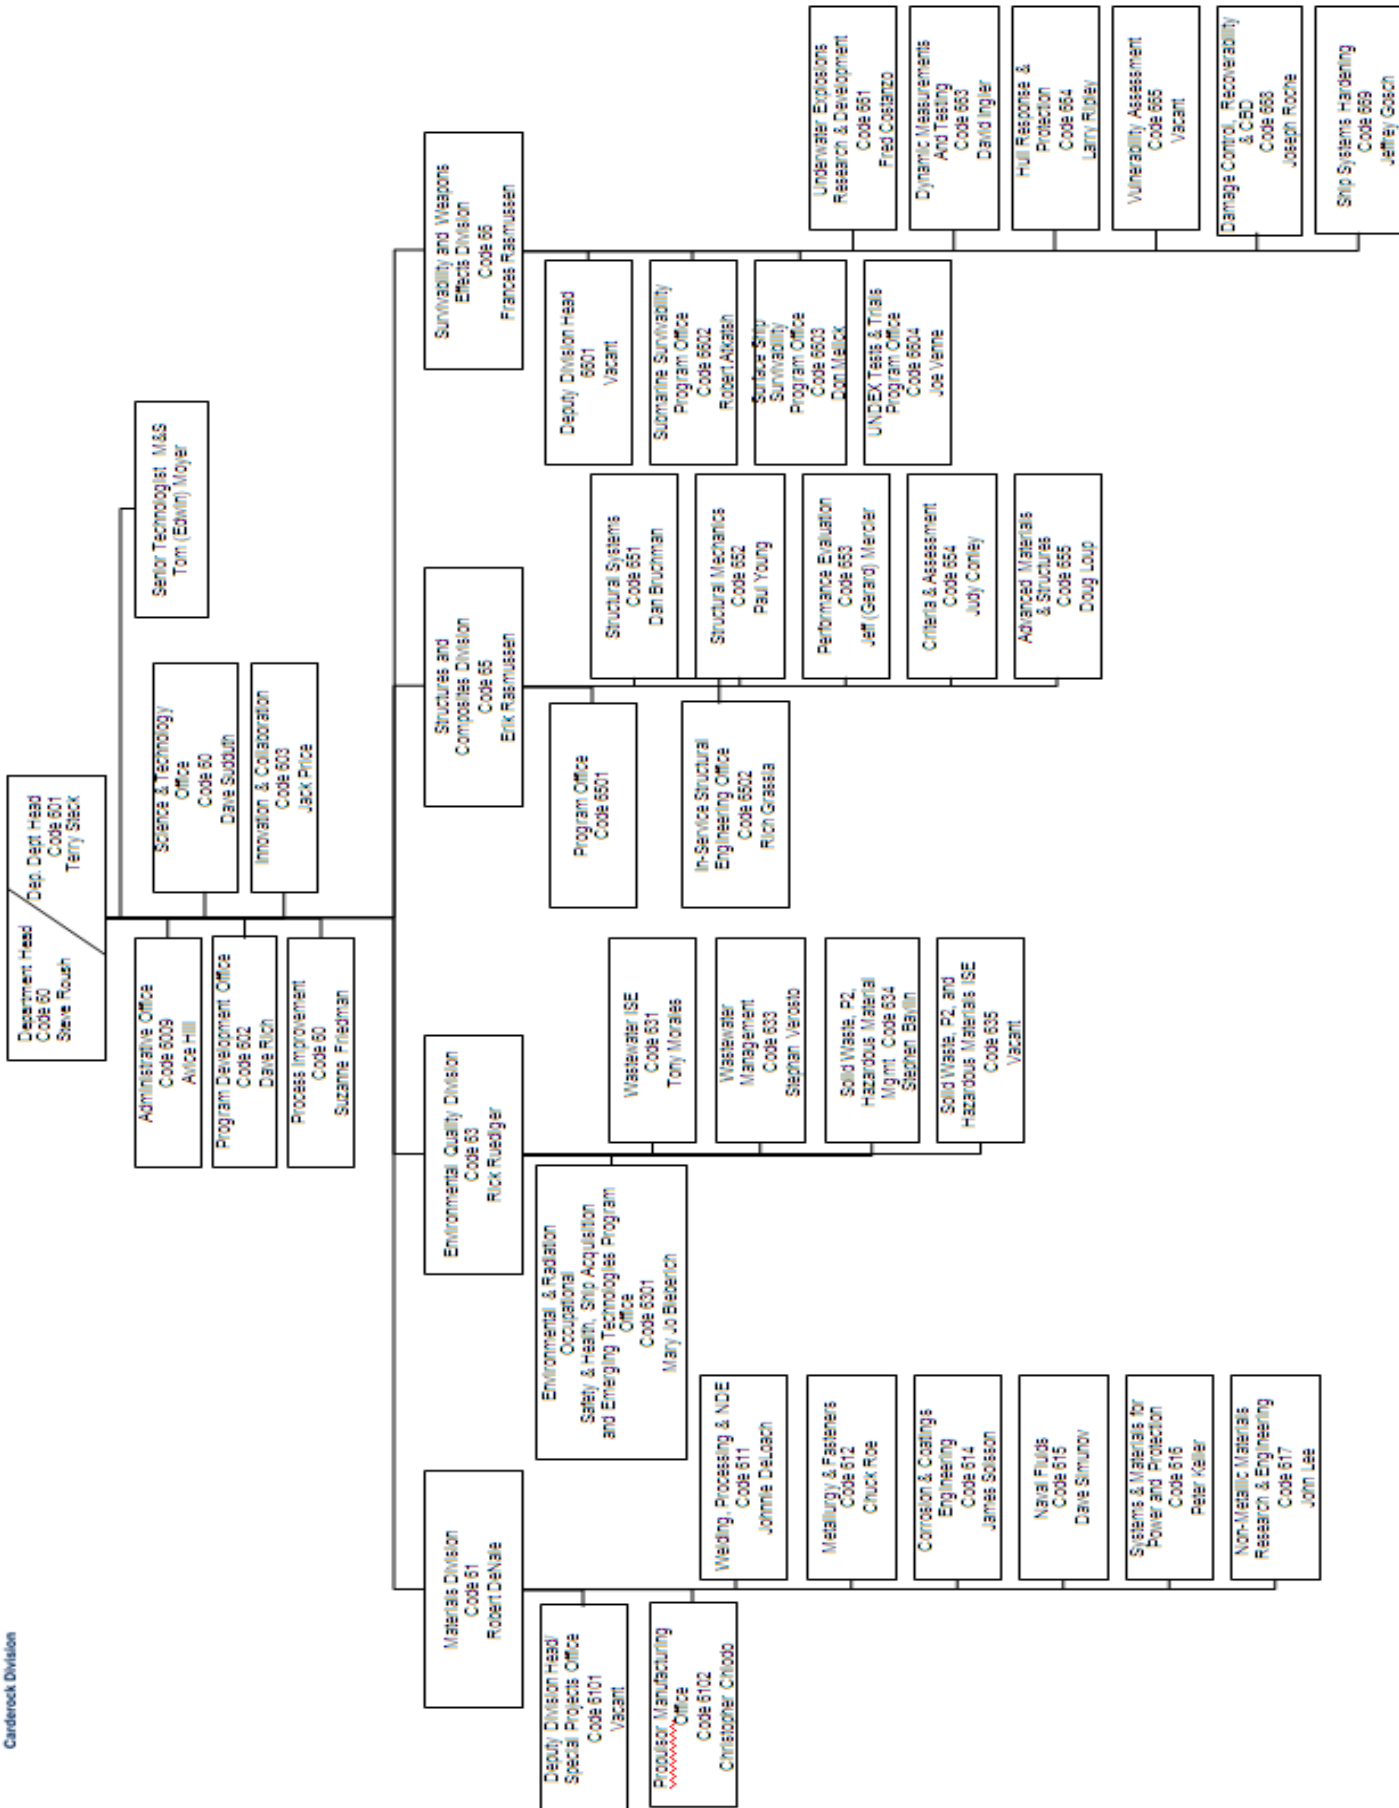 Carderock Division
Department Head
Code 60
Steve Roush
Dep. Dept Head
Code 601
Terry Steck
Senior Technologist M&S
Tom (Edwin) Moyer
Administrative Office
Code 6009
Avice Hill
Science & Technology
Office
Code 60
Dave Sudduth
Program Development Office
Code 602
Dave Rich
Innovation & Collaboration
Code 603
Jack Price
Process Improvement
Code 60
Suzanne Friedman
Materials Division
Code 61
Robert DeNale
Deputy Division Head/
Special Projects Office
Code 6101
Vacant
Propulsor Manufacturing
Office
Code 6102
Christopher Chiodo
Welding, Processing & NDE
Code 611
Johnnie DeLoach
Metallurgy & Fasteners
Code 612
Chuck Roe
Corrosion & Coatings
Engineering
Code 614
James Solsson
Naval Fluids
Code 615
Dave Simunov
Systems & Materials for
Power and Protection
Code 616
Peter Keller
Non-Metallic Materials
Research & Engineering
Code 617
John Lee
Environmental Quality Division
Code 63
Rick Ruediger
Environmental & Radiation
Occupational
Safety & Health, Ship Acquisition
and Emerging Technologies Program
Office
Code 6301
Mary Jo Bieberich
Wastewater ISE
Code 631
Tony Morales
Wastewater
Management
Code 633
Stephan Verosto
Solid Waste, P2,
Hazardous Material
Mgmt Code 634
Stephen
Solid Waste, P2, and
Hazardous Materials ISE
Code 635
Vacant
Structures and
Composites Division
Code 65
Erik Rasmussen
Program Office
Code 6501
In-Service Structural
Engineering Office
Code 6502
Rich Grassia
Structural Systems
Code 651
Dan Bruchman
Structural Mechanics
Code 652
Paul Young
Performance Evaluation
Code 653
Jeff (Gerard) Mercier
Criteria & Assessment
Code 654
Judy Conley
Advanced Materials
& Structures
Code 655
Doug Loup
Survivability and Weapons
Effects Division
Code 66
Frances Rasmussen
Deputy Division Head
6601
Vacant
Submarine Survivability
Program Office
Code 6602
Robert Atkatsh
Surface Ship
Survivability
Program Office
Code 6603
Don Mellick
UNDEX Tests & Trials
Program Office
Code 6604
Joe Venne
Underwater Explosions
Research & Development
Code 661
Fred Costanzo
Dynamic Measurements
And Testing
Code 663
David Ingler
Hull Response &
Protection
Code 664
Larry Ripley
Vulnerability Assessment
Code 665
Vacant
Damage Control, Recoverability
& CBD
Code 668
Joseph Roche
Ship Systems Hardening
Code 669
Jeffrey Gosch